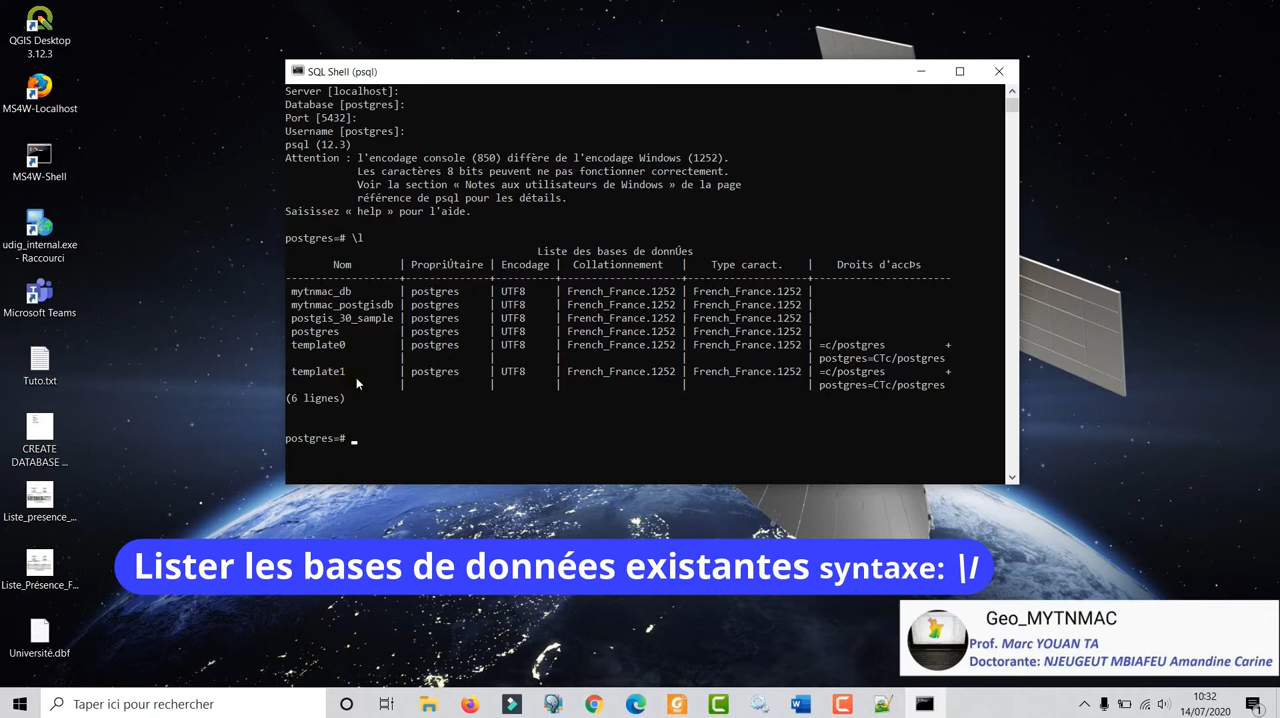 QGIS Desktop
3.12.3
MS4W-Localhost
MS4W-Shell
udig_internal.exe
- Raccourci
Microsoft Teams
Tuto.txt
CREATE
DATABASE ...
Liste_presence_...
Liste_Présence_F...
Université.dbf
SQL Shell (psql)
Server [localhost]:
Database [postgres]:
Port [5432]:
Username [postgres]:
psql (12.3)
Attention : l'encodage console (850) diffère de l'encodage Windows (1252).
Les caractères 8 bits peuvent ne pas fonctionner correctement.
Voir la section « Notes aux utilisateurs de Windows » de la page
référence de psql pour les détails.
Saisissez « help » pour l'aide.
postgres=# \l
Liste des bases de donnÚes
Nom | PropriÚtaire | Encodage | Collationnement | Type caract. | Droits d'accÞs
-----------------+--------------+----------+--------------------+--------------------+-----------------------
mytnmac_db | postgres | UTF8 | French_France.1252 | French_France.1252 |
mytnmac_postgisdb | postgres | UTF8 | French_France.1252 | French_France.1252 |
postgis_30_sample | postgres | UTF8 | French_France.1252 | French_France.1252 |
postgres | postgres | UTF8 | French_France.1252 | French_France.1252 |
template0 | postgres | UTF8 | French_France.1252 | French_France.1252 | =c/postgres +
| | | | | postgres=CTc/postgres
template1 | postgres | UTF8 | French_France.1252 | French_France.1252 | =c/postgres +
| | | | | postgres=CTc/postgres
(6 lignes)
postgres=# _
Lister les bases de données existantes syntaxe: \l
Geo_MYTNMAC
Prof. Marc YOUAN TA
Doctorante: NJEUGEUT MBIAFEU Amandine Carine
Taper ici pour rechercher
10:32
14/07/2020
1